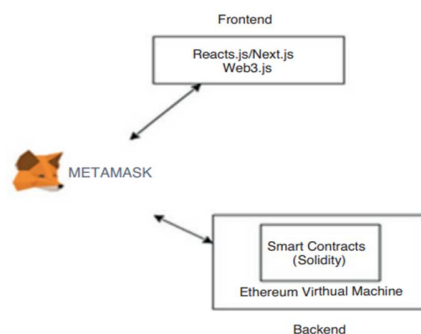 Frontend
Reacts.js/Next.js
Web3.js
METAMASK
Smart Contracts
(Solidity)
Ethereum Virthual Machine
Backend